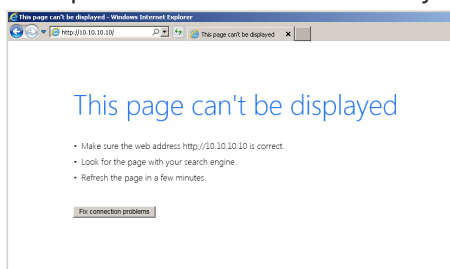 This page can't be displayed - Windows Internet Explorer
http://10.10.10.10/
This page can't be displayed
This page can't be displayed
• Make sure the web address http://10.10.10.10 is correct.
• Look for the page with your search engine.
• Refresh the page in a few minutes.
Fix connection problems